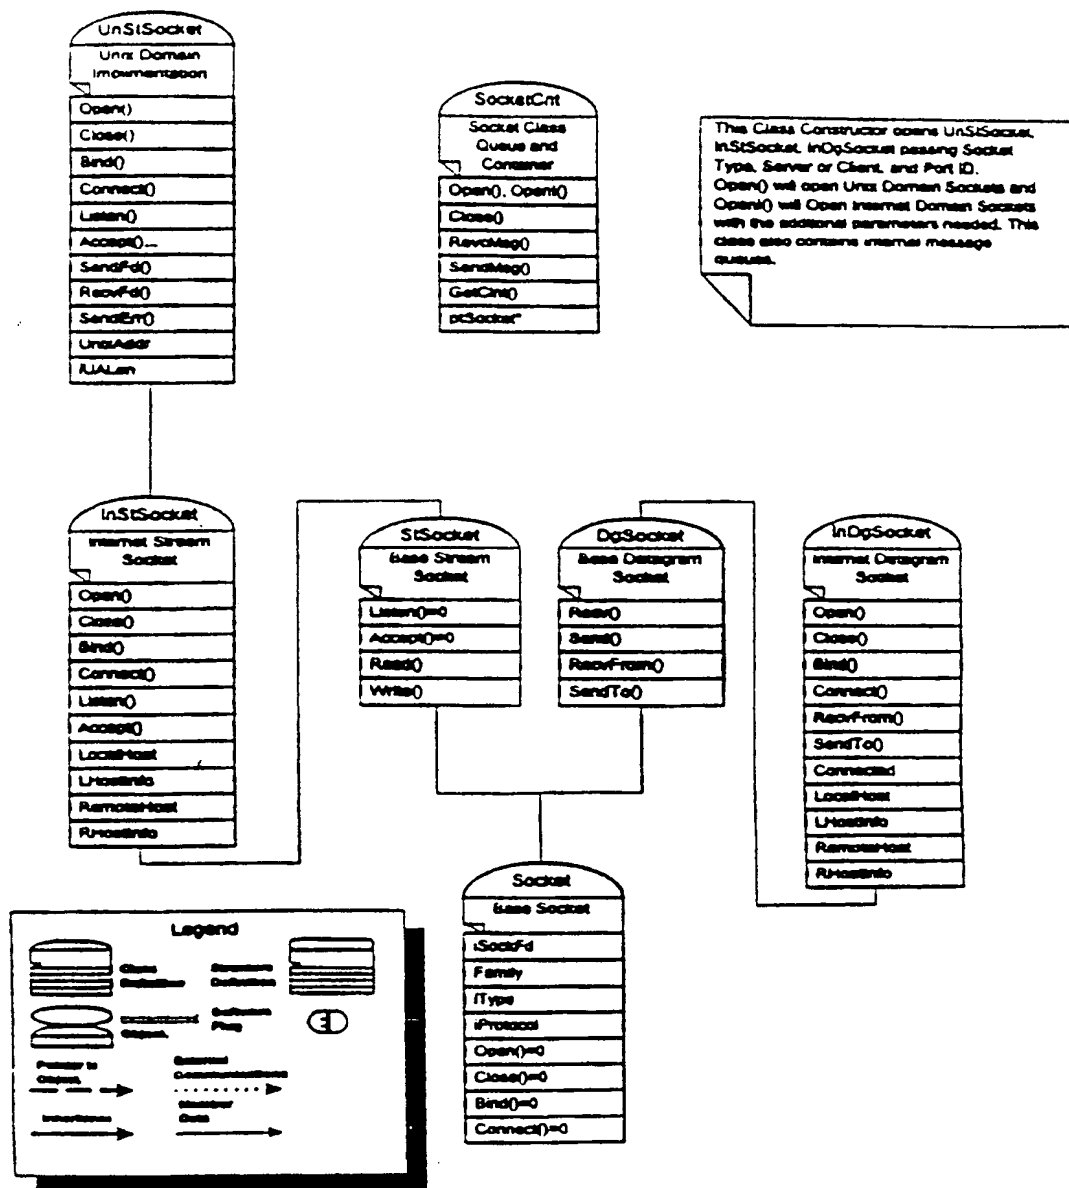 UnStSocket
Unix Domain
Implmentation
Open()
Close()
Bind()
Connect()
Listen()
Accept()
SendFd()
RecvFd()
SendErr()
UnixAddr
iUALen
SocketCnt
Socket Class
Queue and
Container
Open(), OpenI()
Close()
RevcMsg()
SendMsg()
GetClnt()
ptSocket*
This Class Constructor opens UnStSocket,
InStSocket, InDgSocket passing Socket
Type, Server or Client, and Port ID.
Open() will open Unix Domain Sockets and
OpenI() will Open Internet Domain Sockets
with the additional parameters needed. This
class also contains internal message
queues.
InStSocket
Internet Stream
Socket
Open()
Close()
Bind()
Connect()
Listen()
Accept()
LocalHost
LHostInfo
RemoteHost
RHostInfo
StSocket
Base Stream
Socket
Listen()=0
Accept()=0
Read()
Write()
DgSocket
Base Datagram
Socket
Recv()
Send()
RecvFrom()
SendTo()
InDgSocket
Internet Datagram
Socket
Open()
Close()
Bind()
Connect()
RecvFrom()
SendTo()
Connected
LocalHost
LHostInfo
RemoteHost
RHostInfo
Socket
Base Socket
iSockFd
Family
iType
iProtocol
Open()=0
Close()=0
Bind()=0
Connect()=0
Legend
Class
Definition
Structure
Definition
Object.
Software
Plug
Pointer to
Object.
External
Communications
Inheritance
Member
Data